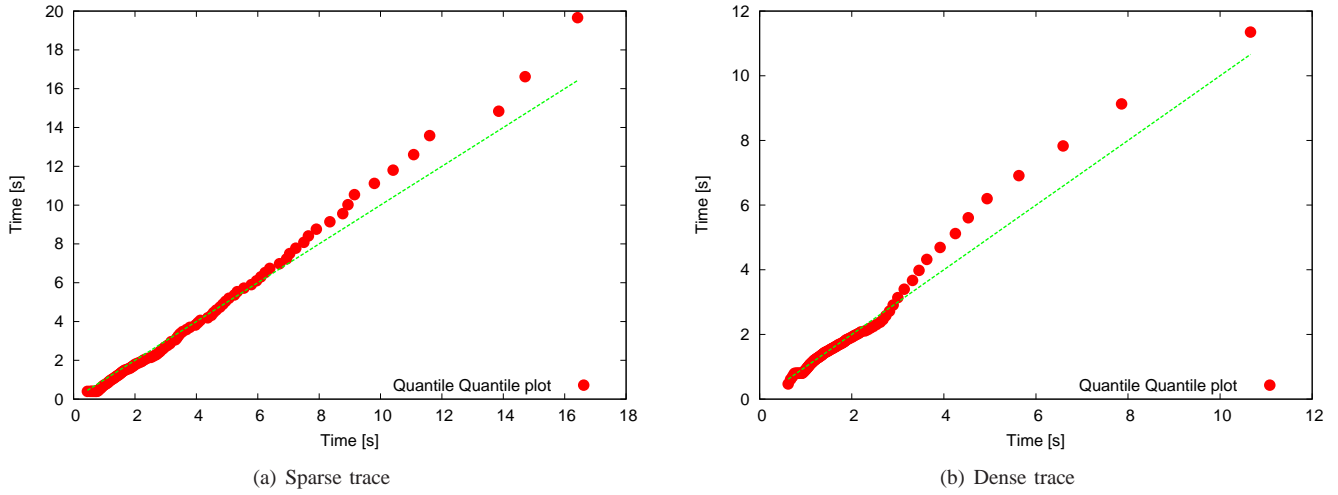 20
18
16
14
12
10
8
6
4
2
0
Time [s]
Quantile Quantile plot
0 2 4 6 8 10 12 14 16 18
Time [s]
(a) Sparse trace
12
10
8
6
4
2
0
Time [s]
Quantile Quantile plot
0 2 4 6 8 10 12
Time [s]
(b) Dense trace